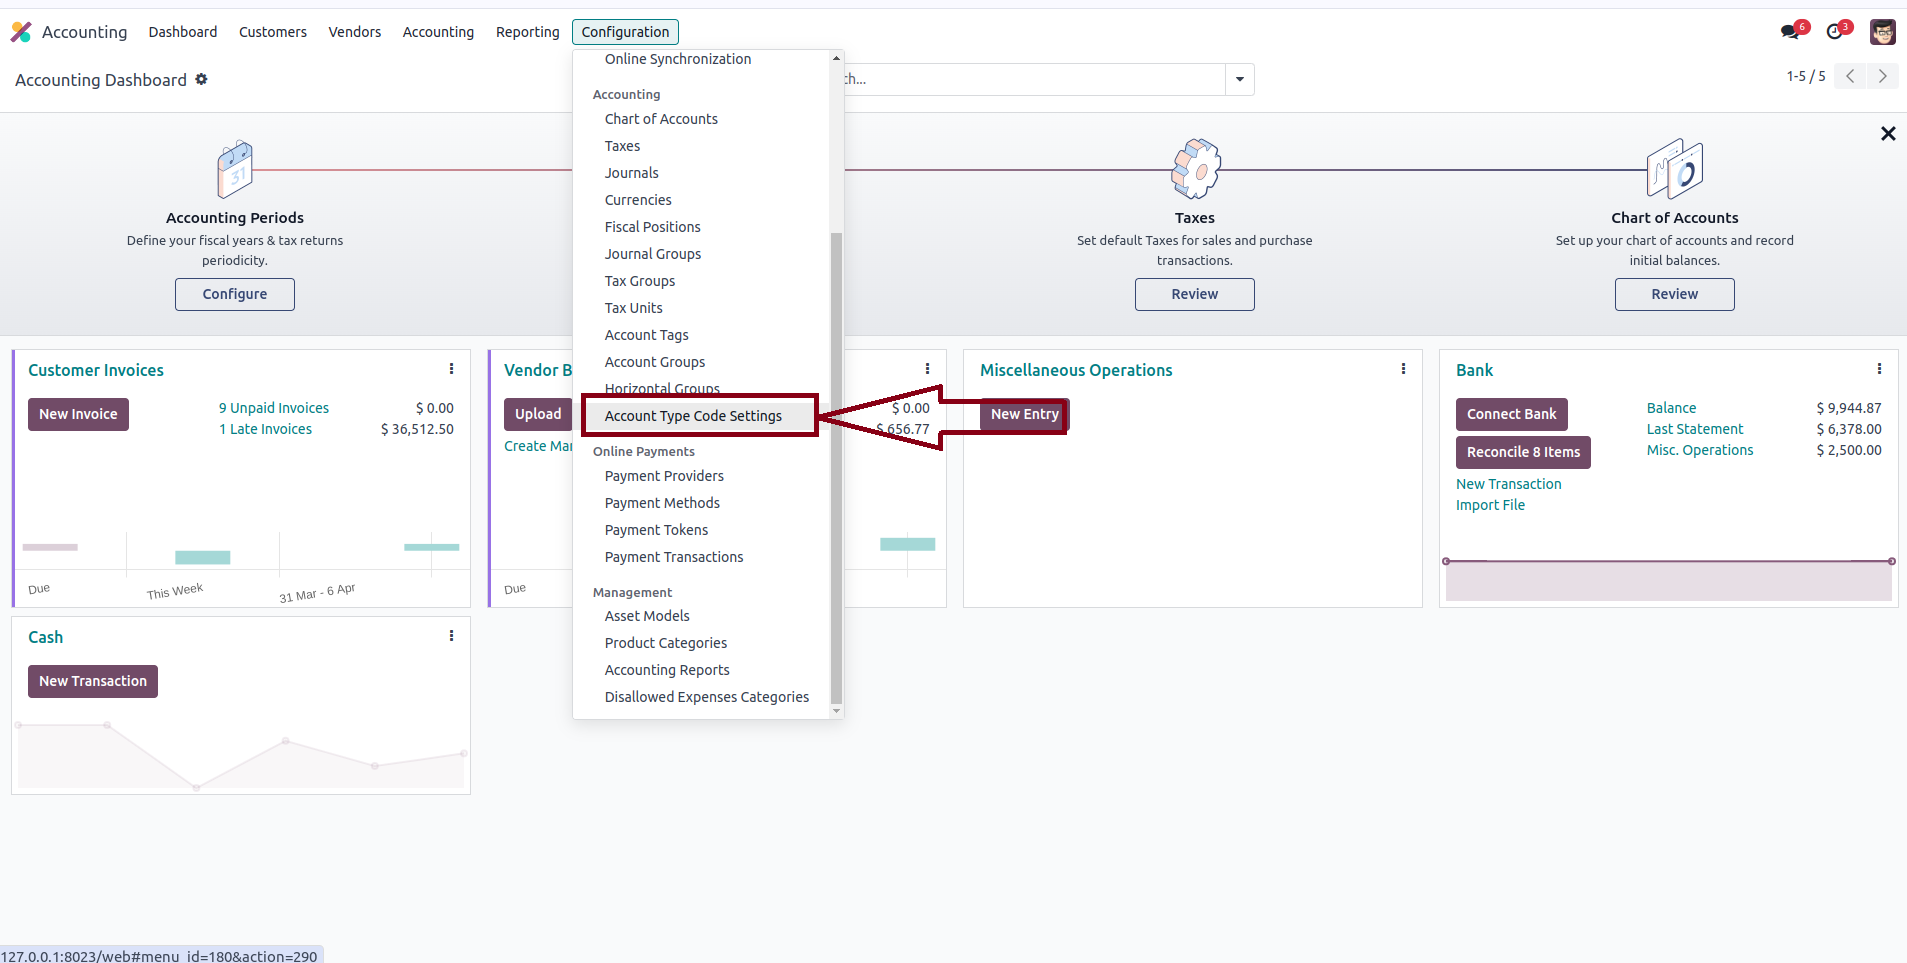 Accounting Dashboard Customers Vendors Accounting Reporting Configuration 6 3
Accounting Dashboard
ch...
1-5 / 5
Online Synchronization
Accounting
Chart of Accounts
Taxes
Journals
Currencies
Fiscal Positions
Journal Groups
Tax Groups
Tax Units
Account Tags
Account Groups
Horizontal Groups
Account Type Code Settings
Online Payments
Payment Providers
Payment Methods
Payment Tokens
Payment Transactions
Management
Asset Models
Product Categories
Accounting Reports
Disallowed Expenses Categories
31
Accounting Periods
Define your fiscal years & tax returns
periodicity.
Configure
Taxes
Set default Taxes for sales and purchase
transactions.
Review
Chart of Accounts
Set up your chart of accounts and record
initial balances.
Review
Customer Invoices
New Invoice
9 Unpaid Invoices $ 0.00
1 Late Invoices $ 36,512.50
Due This Week 31 Mar - 6 Apr
Vendor B
Upload
Create Man
$ 0.00
$ 656.77
Due
Miscellaneous Operations
New Entry
Bank
Connect Bank
Reconcile 8 Items
New Transaction
Import File
Balance $ 9,944.87
Last Statement $ 6,378.00
Misc. Operations $ 2,500.00
Cash
New Transaction
127.0.0.1:8023/web#menu_id=180&action=290